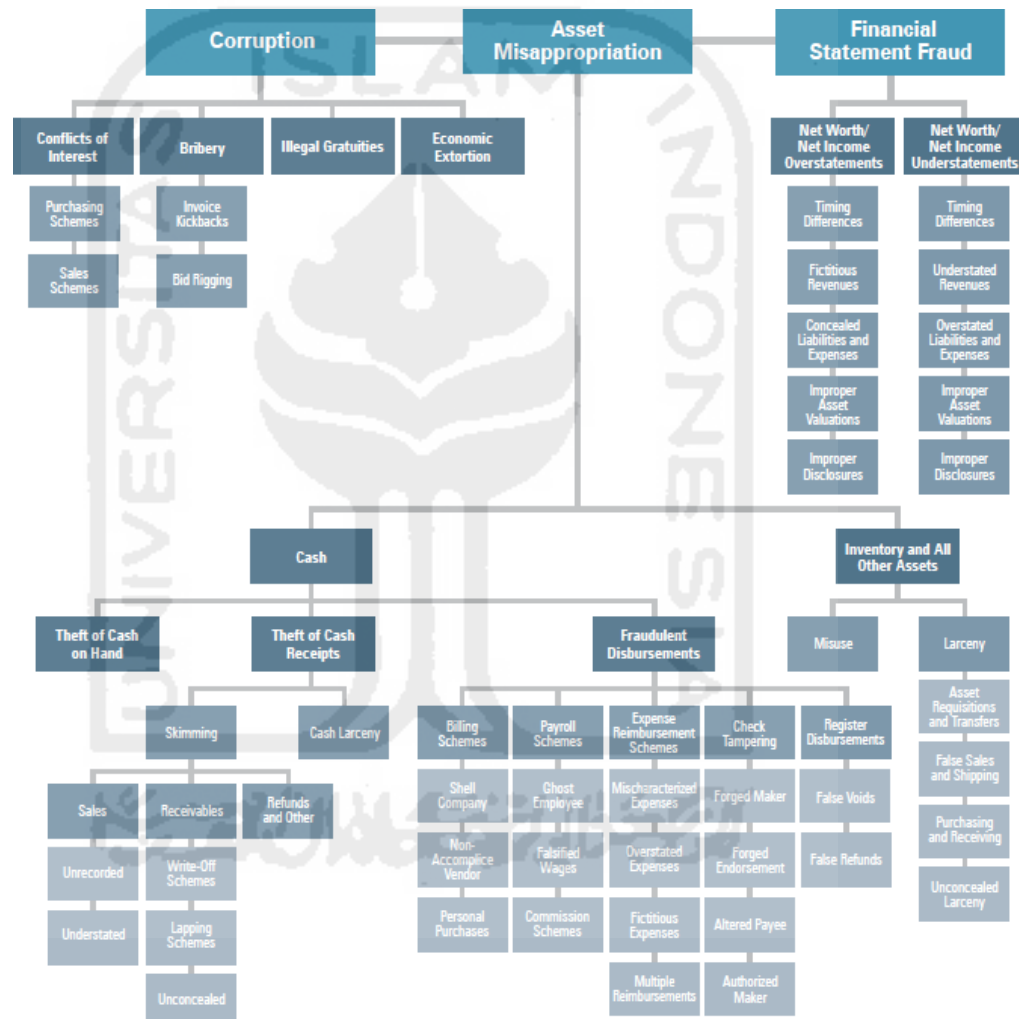 Corruption
Asset
Misappropriation
Financial
Statement Fraud
Conflicts of
Interest
Bribery
Illegal Gratuities
Economic
Extortion
Net Worth/
Net Income
Overstatements
Net Worth/
Net Income
Understatements
Purchasing
Schemes
Invoice
Kickbacks
Timing
Differences
Timing
Differences
Sales
Schemes
Bid Rigging
Fictitious
Revenues
Understated
Revenues
Concealed
Liabilities and
Expenses
Overstated
Liabilities and
Expenses
Improper
Asset
Valuations
Improper
Asset
Valuations
Improper
Disclosures
Improper
Disclosures
Cash
Inventory and All
Other Assets
Theft of Cash
on Hand
Theft of Cash
Receipts
Fraudulent
Disbursements
Misuse
Larceny
Skimming
Cash Larceny
Billing
Schemes
Payroll
Schemes
Expense
Reimbursement
Schemes
Check
Tampering
Register
Disbursements
Asset
Requisitions
and Transfers
Sales
Receivables
Refunds
and Other
Shell
Company
Ghost
Employee
Mischaracterized
Expenses
Forged Maker
False Voids
False Sales
and Shipping
Unrecorded
Write-Off
Schemes
Non-
Accomplice
Vendor
Falsified
Wages
Overstated
Expenses
Forged
Endorsement
False Refunds
Purchasing
and Receiving
Understated
Lapping
Schemes
Personal
Purchases
Commission
Schemes
Fictitious
Expenses
Altered Payee
Unconcealed
Larceny
Unconcealed
Multiple
Reimbursements
Authorized
Maker
UNIVERSITAS
ISLAM
INDONESIA